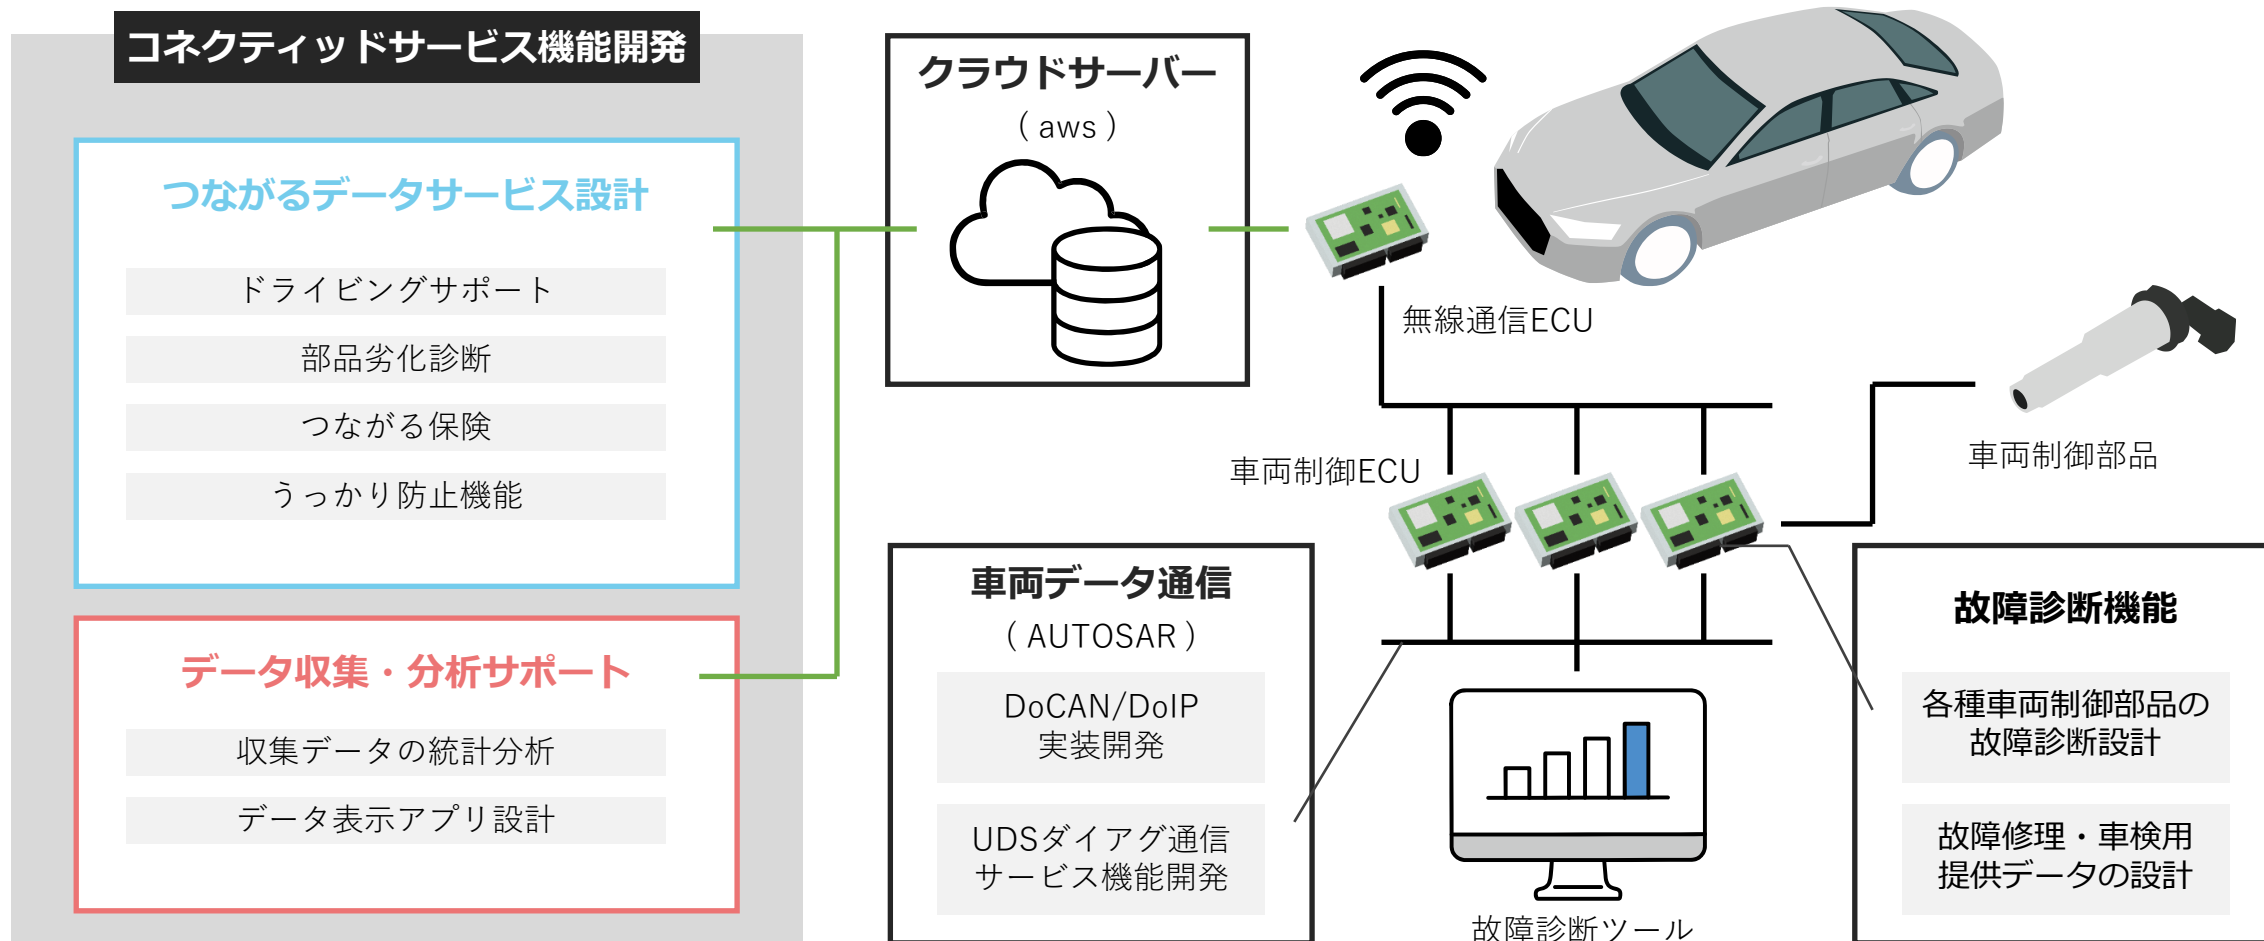 コネクティッドサービス機能開発
つながるデータサービス設計
ドライビングサポート
部品劣化診断
つながる保険
うっかり防止機能
データ収集・分析サポート
収集データの統計分析
データ表示アプリ設計
クラウドサーバー
（aws）
無線通信ECU
車両制御ECU
車両制御部品
車両データ通信
（AUTOSAR）
DoCAN/DoIP
実装開発
UDSダイアグ通信
サービス機能開発
故障診断ツール
故障診断機能
各種車両制御部品の
故障診断設計
故障修理・車検用
提供データの設計